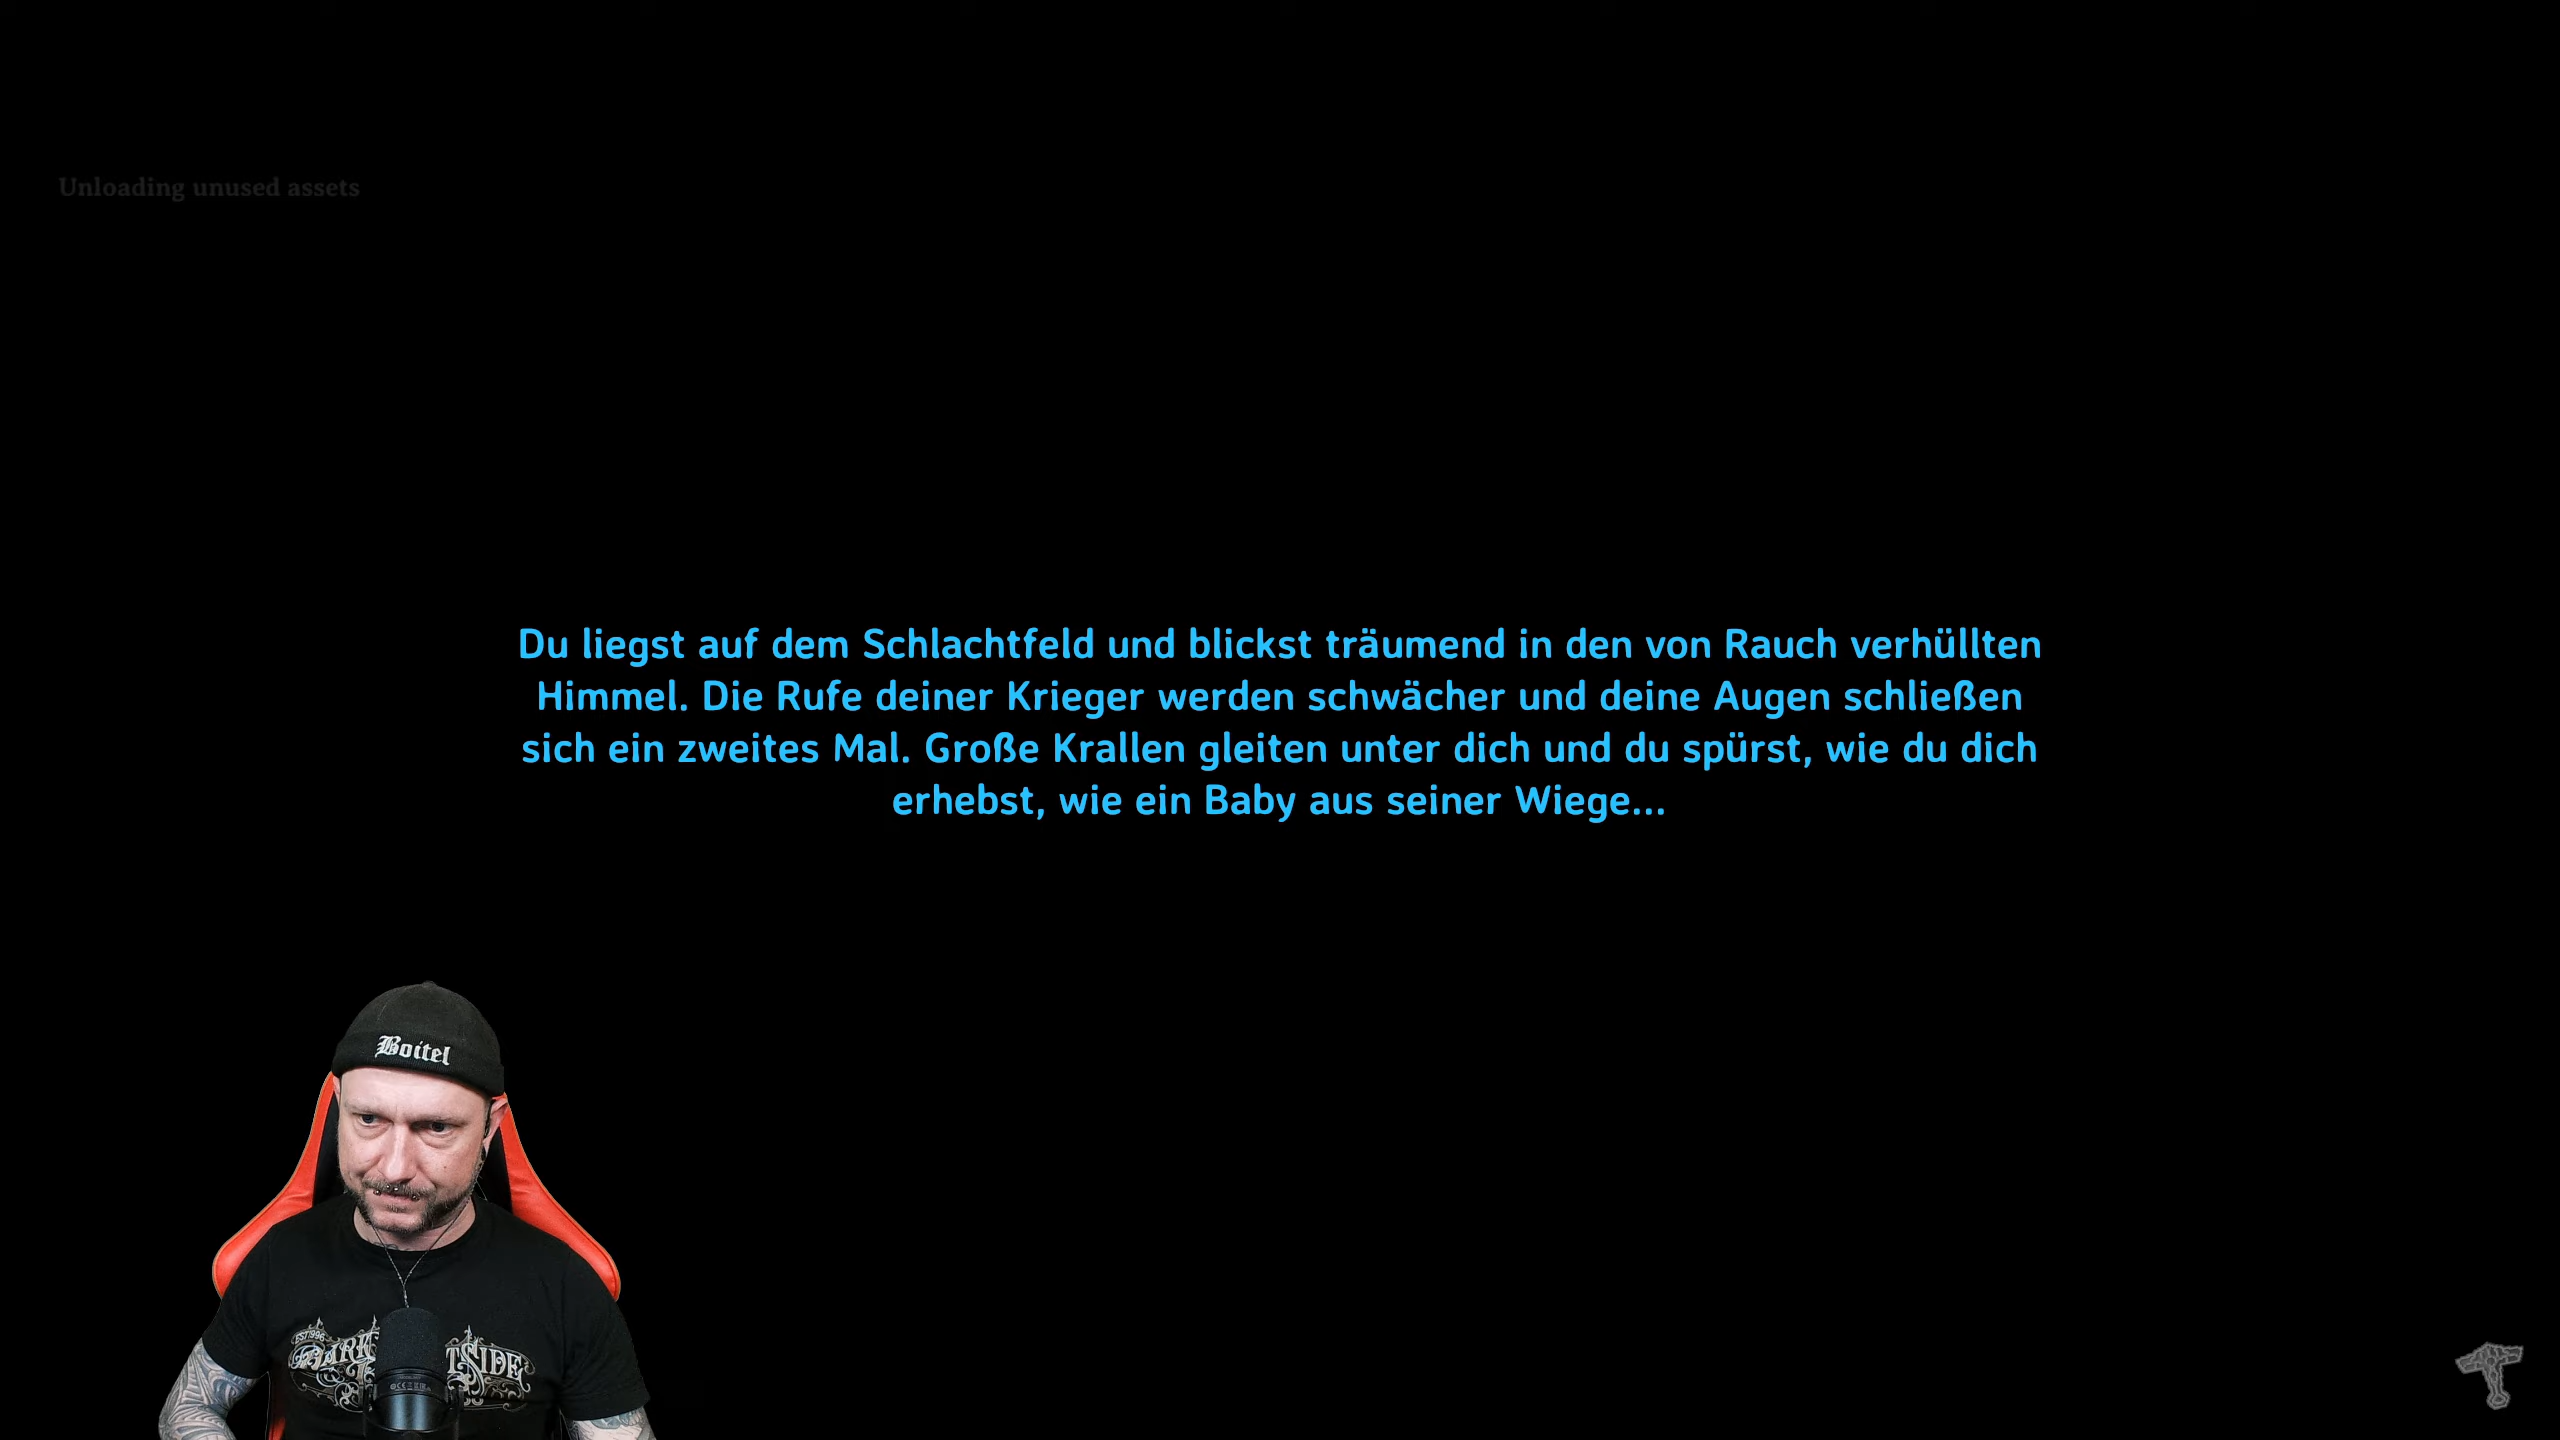 Unloading unused assets
Du liegst auf dem Schlachtfeld und blickst träumend in den von Rauch verhüllten
Himmel. Die Rufe deiner Krieger werden schwächer und deine Augen schließen
sich ein zweites Mal. Große Krallen gleiten unter dich und du spürst, wie du dich
erhebst, wie ein Baby aus seiner Wiege...
Boitel
EST 1996